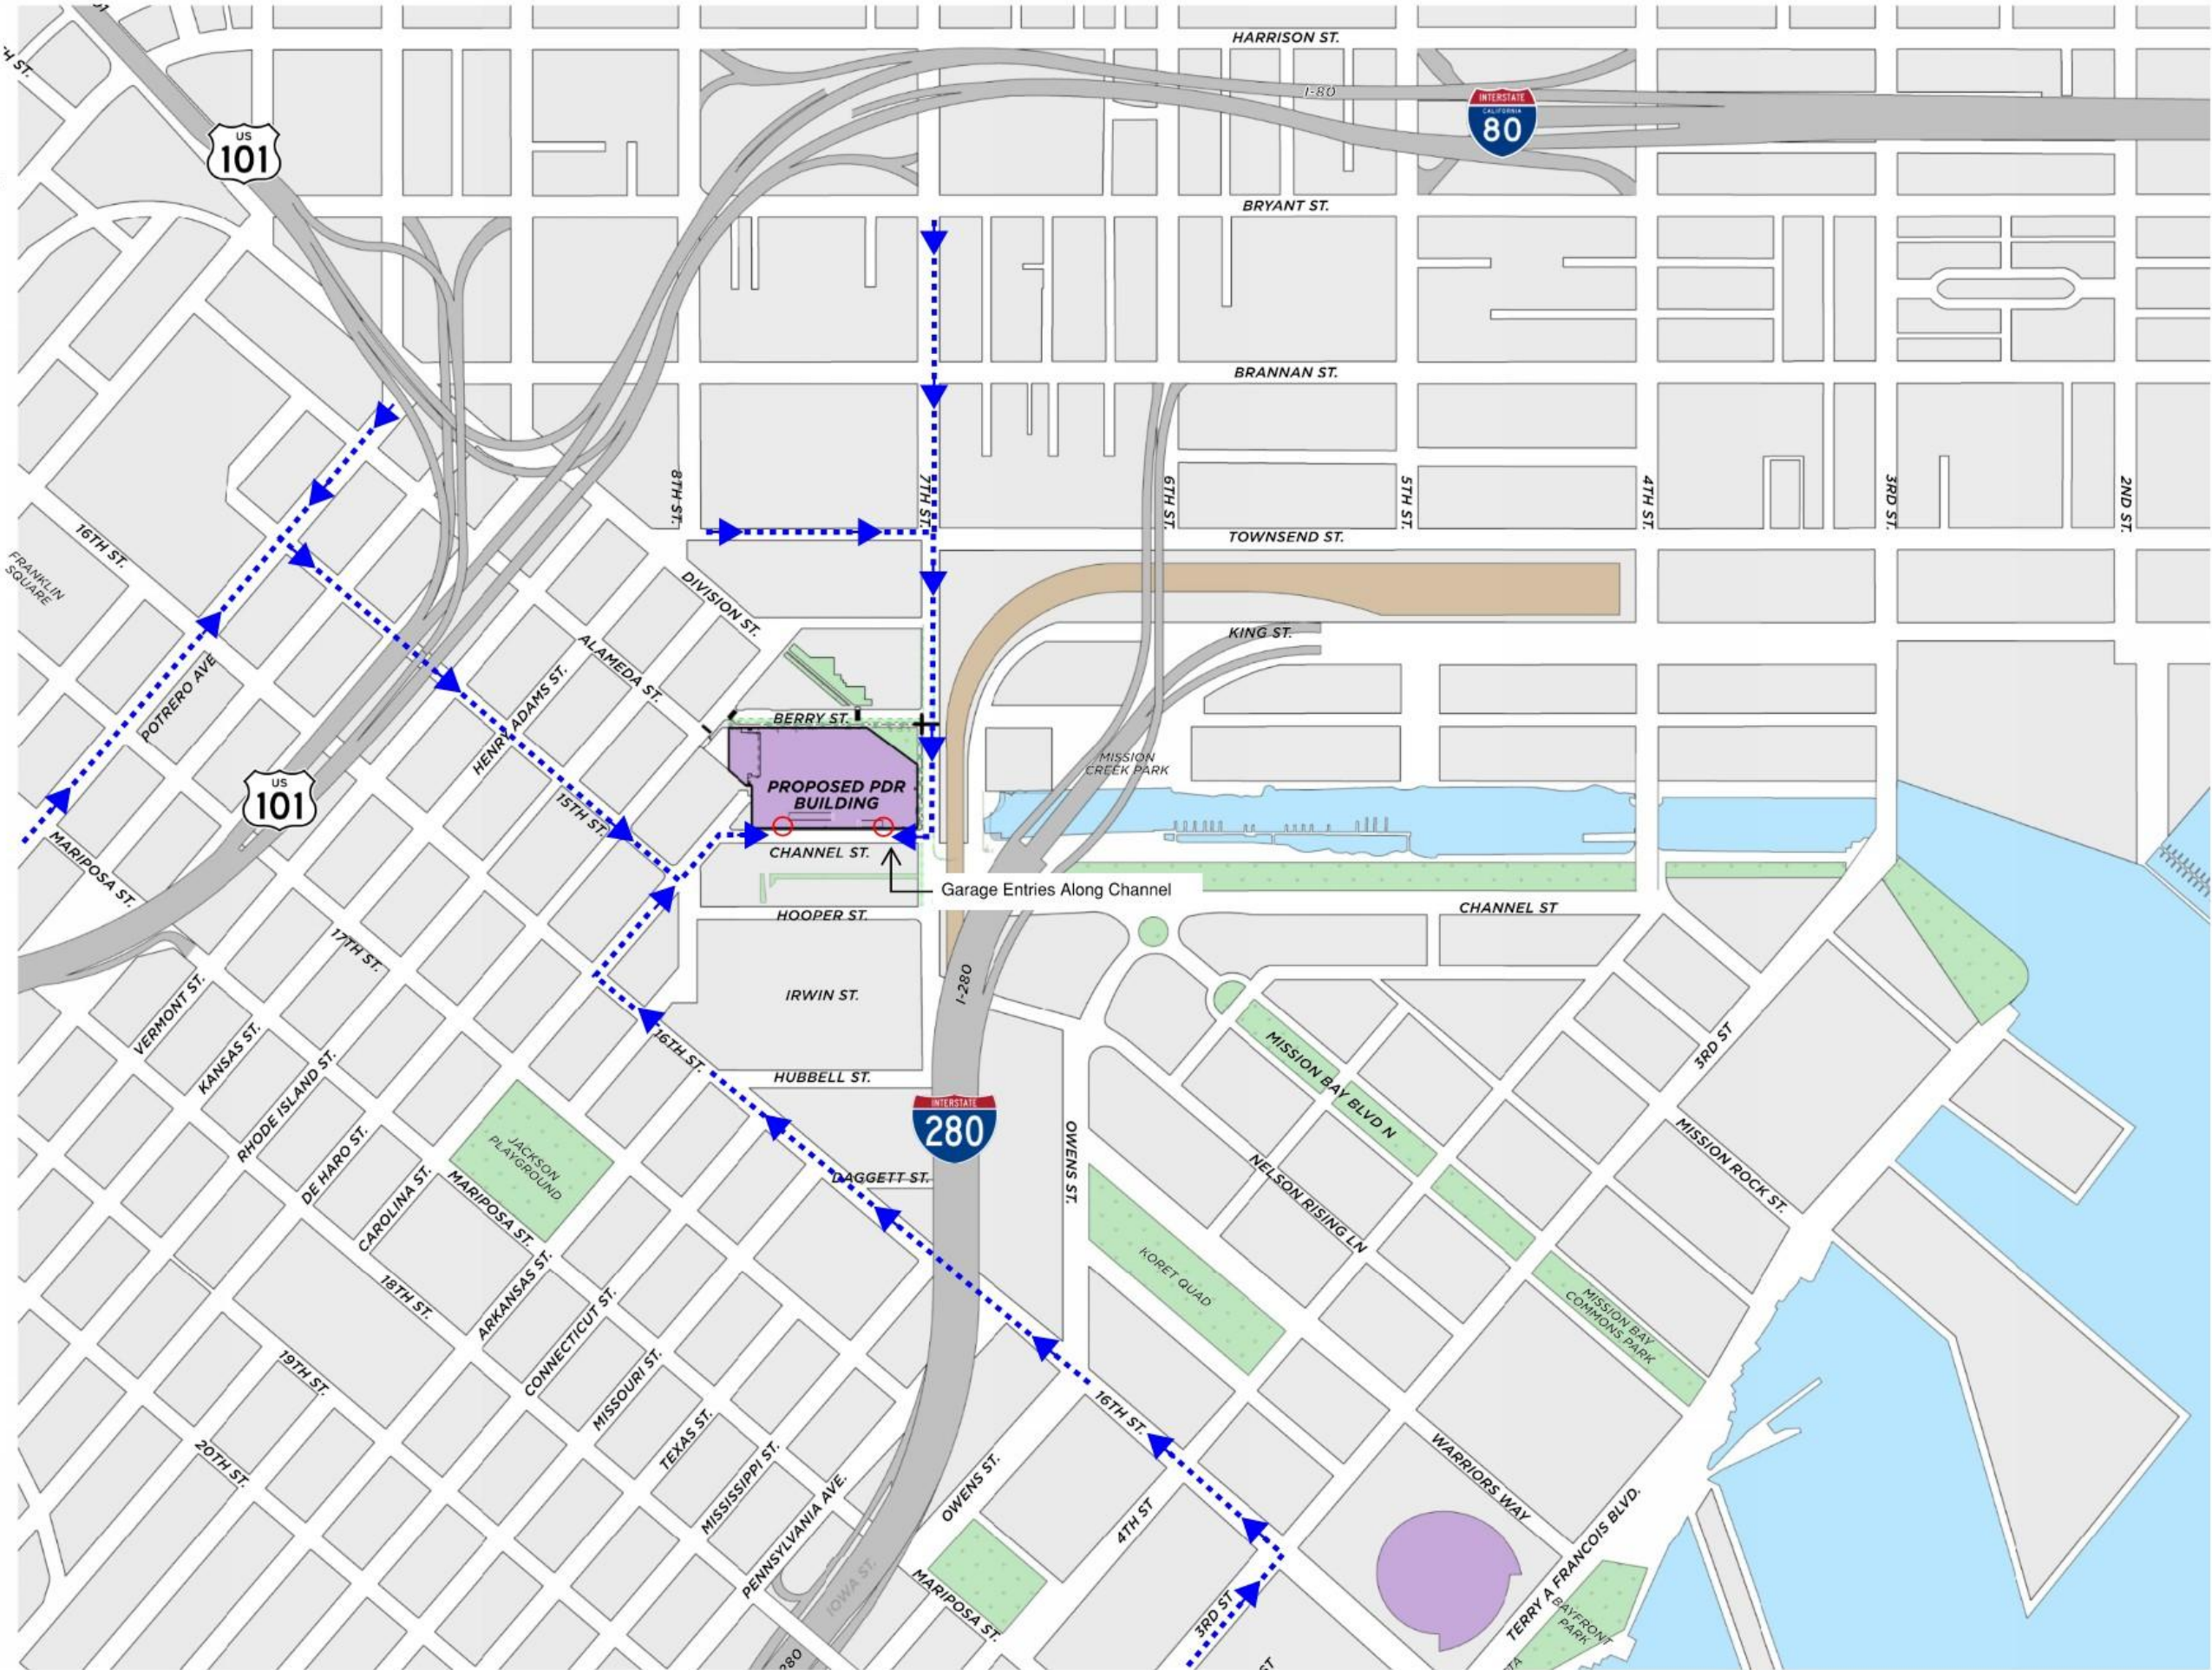 HARRISON ST.
I-80
INTERSTATE
CALIFORNIA
80
US
101
BRYANT ST.
BRANNAN ST.
8TH ST.
7TH ST.
6TH ST.
5TH ST.
4TH ST.
3RD ST.
2ND ST.
TOWNSEND ST.
16TH ST.
FRANKLIN
SQUARE
DIVISION ST.
KING ST.
ALAMEDA ST.
POTRERO AVE
HENRY ADAMS ST.
BERRY ST.
MISSION
CREEK PARK
PROPOSED PDR
BUILDING
US
101
15TH ST.
CHANNEL ST.
MARIPOSA ST.
Garage Entries Along Channel
HOOPER ST.
CHANNEL ST
17TH ST.
I-280
IRWIN ST.
VERMONT ST.
KANSAS ST.
16TH ST.
3RD ST
MISSION BAY BLVD N
HUBBELL ST.
RHODE ISLAND ST.
INTERSTATE
280
JACKSON
PLAYGROUND
OWENS ST.
MISSION ROCK ST.
DE HARO ST.
DAGGETT ST.
CAROLINA ST.
MARIPOSA ST.
NELSON RISING LN
KORET QUAD
18TH ST.
ARKANSAS ST.
MISSION BAY
COMMONS PARK
CONNECTICUT ST.
19TH ST.
MISSOURI ST.
16TH ST.
20TH ST.
TEXAS ST.
MISSISSIPPI ST.
WARRIORS WAY
OWENS ST.
4TH ST
PENNSYLVANIA AVE.
IOWA ST.
MARIPOSA ST.
3RD ST
TERRY A FRANCOIS BLVD.
BAYFRONT
PARK
280
ST